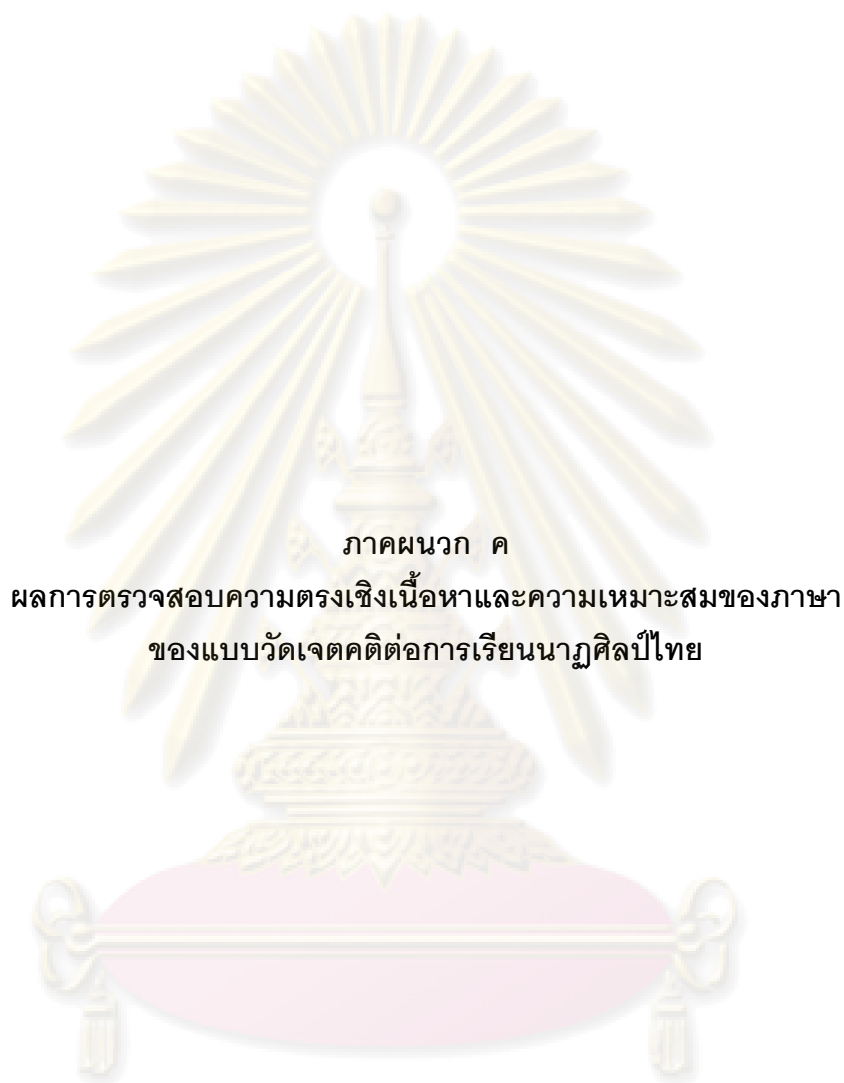 ภาคผนวก ค
ผลการตรวจสอบความตรงเชิงเนื้อหาและความเหมาะสมของภาษา
ของแบบวัดเจตคติต่อการเรียนนาฏศิลป์ไทย